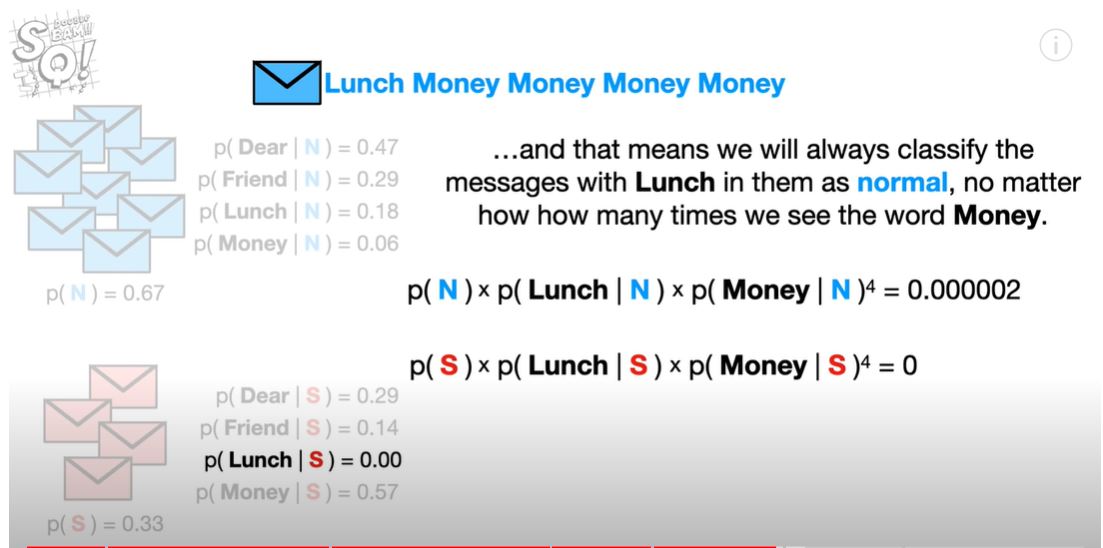 DOUBLE
BAM!!!
SQ!
Lunch Money Money Money Money
p( Dear | N ) = 0.47
p( Friend | N ) = 0.29
p( Lunch | N ) = 0.18
p( Money | N ) = 0.06
p( N ) = 0.67
...and that means we will always classify the
messages with Lunch in them as normal, no matter
how how many times we see the word Money.
p( N ) × p( Lunch | N ) × p( Money | N )⁴ = 0.000002
p( S ) × p( Lunch | S ) × p( Money | S )⁴ = 0
p( Dear | S ) = 0.29
p( Friend | S ) = 0.14
p( Lunch | S ) = 0.00
p( Money | S ) = 0.57
p( S ) = 0.33